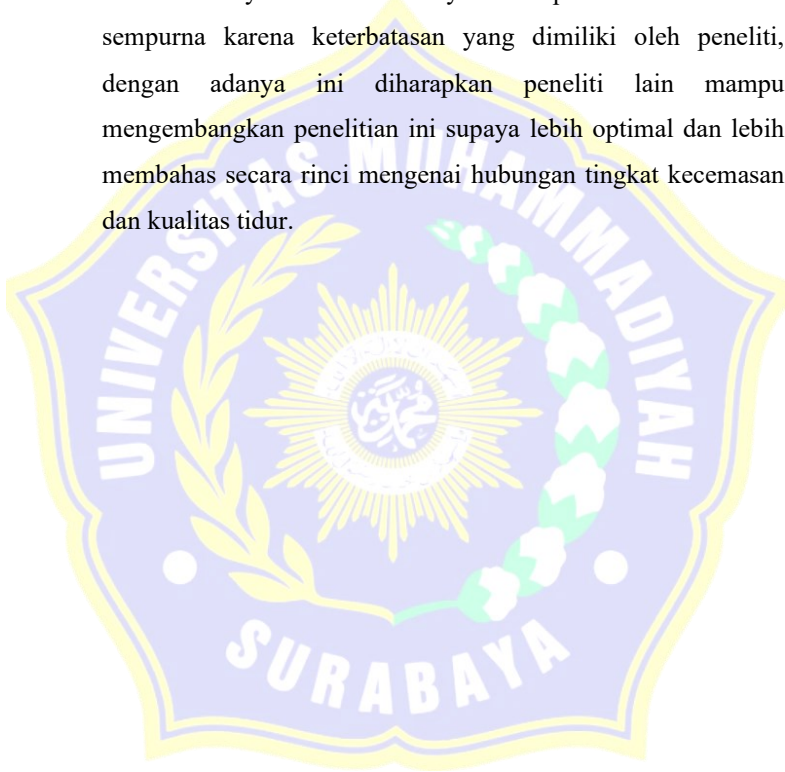 sempurna karena keterbatasan yang dimiliki oleh peneliti,
dengan adanya ini diharapkan peneliti lain mampu
mengembangkan penelitian ini supaya lebih optimal dan lebih
membahas secara rinci mengenai hubungan tingkat kecemasan
dan kualitas tidur.
UNIVERSITAS MUHAMMADIYAH
SURABAYA